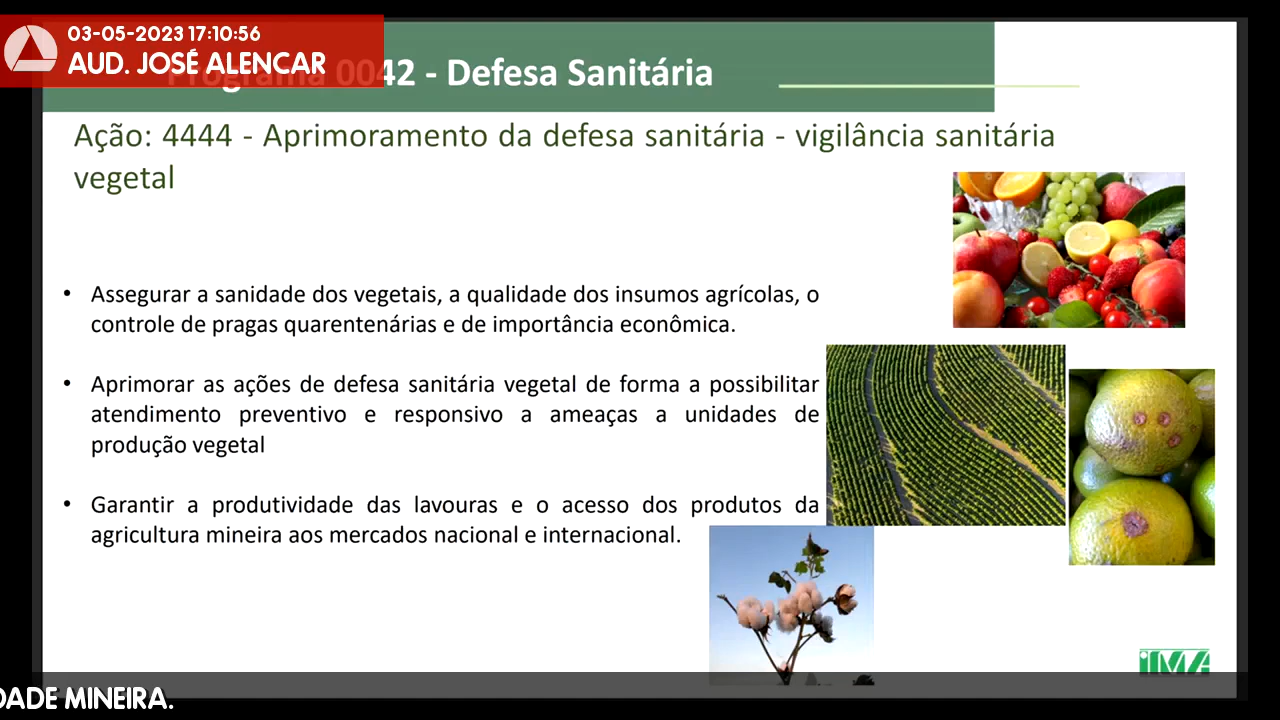 03-05-2023 17:10:56
AUD. JOSÉ ALENCAR
Programa 0042 - Defesa Sanitária
Ação: 4444 - Aprimoramento da defesa sanitária - vigilância sanitária
vegetal
• Assegurar a sanidade dos vegetais, a qualidade dos insumos agrícolas, o
controle de pragas quarentenárias e de importância econômica.
• Aprimorar as ações de defesa sanitária vegetal de forma a possibilitar
atendimento preventivo e responsivo a ameaças a unidades de
produção vegetal
• Garantir a produtividade das lavouras e o acesso dos produtos da
agricultura mineira aos mercados nacional e internacional.
IMA
DADE MINEIRA.